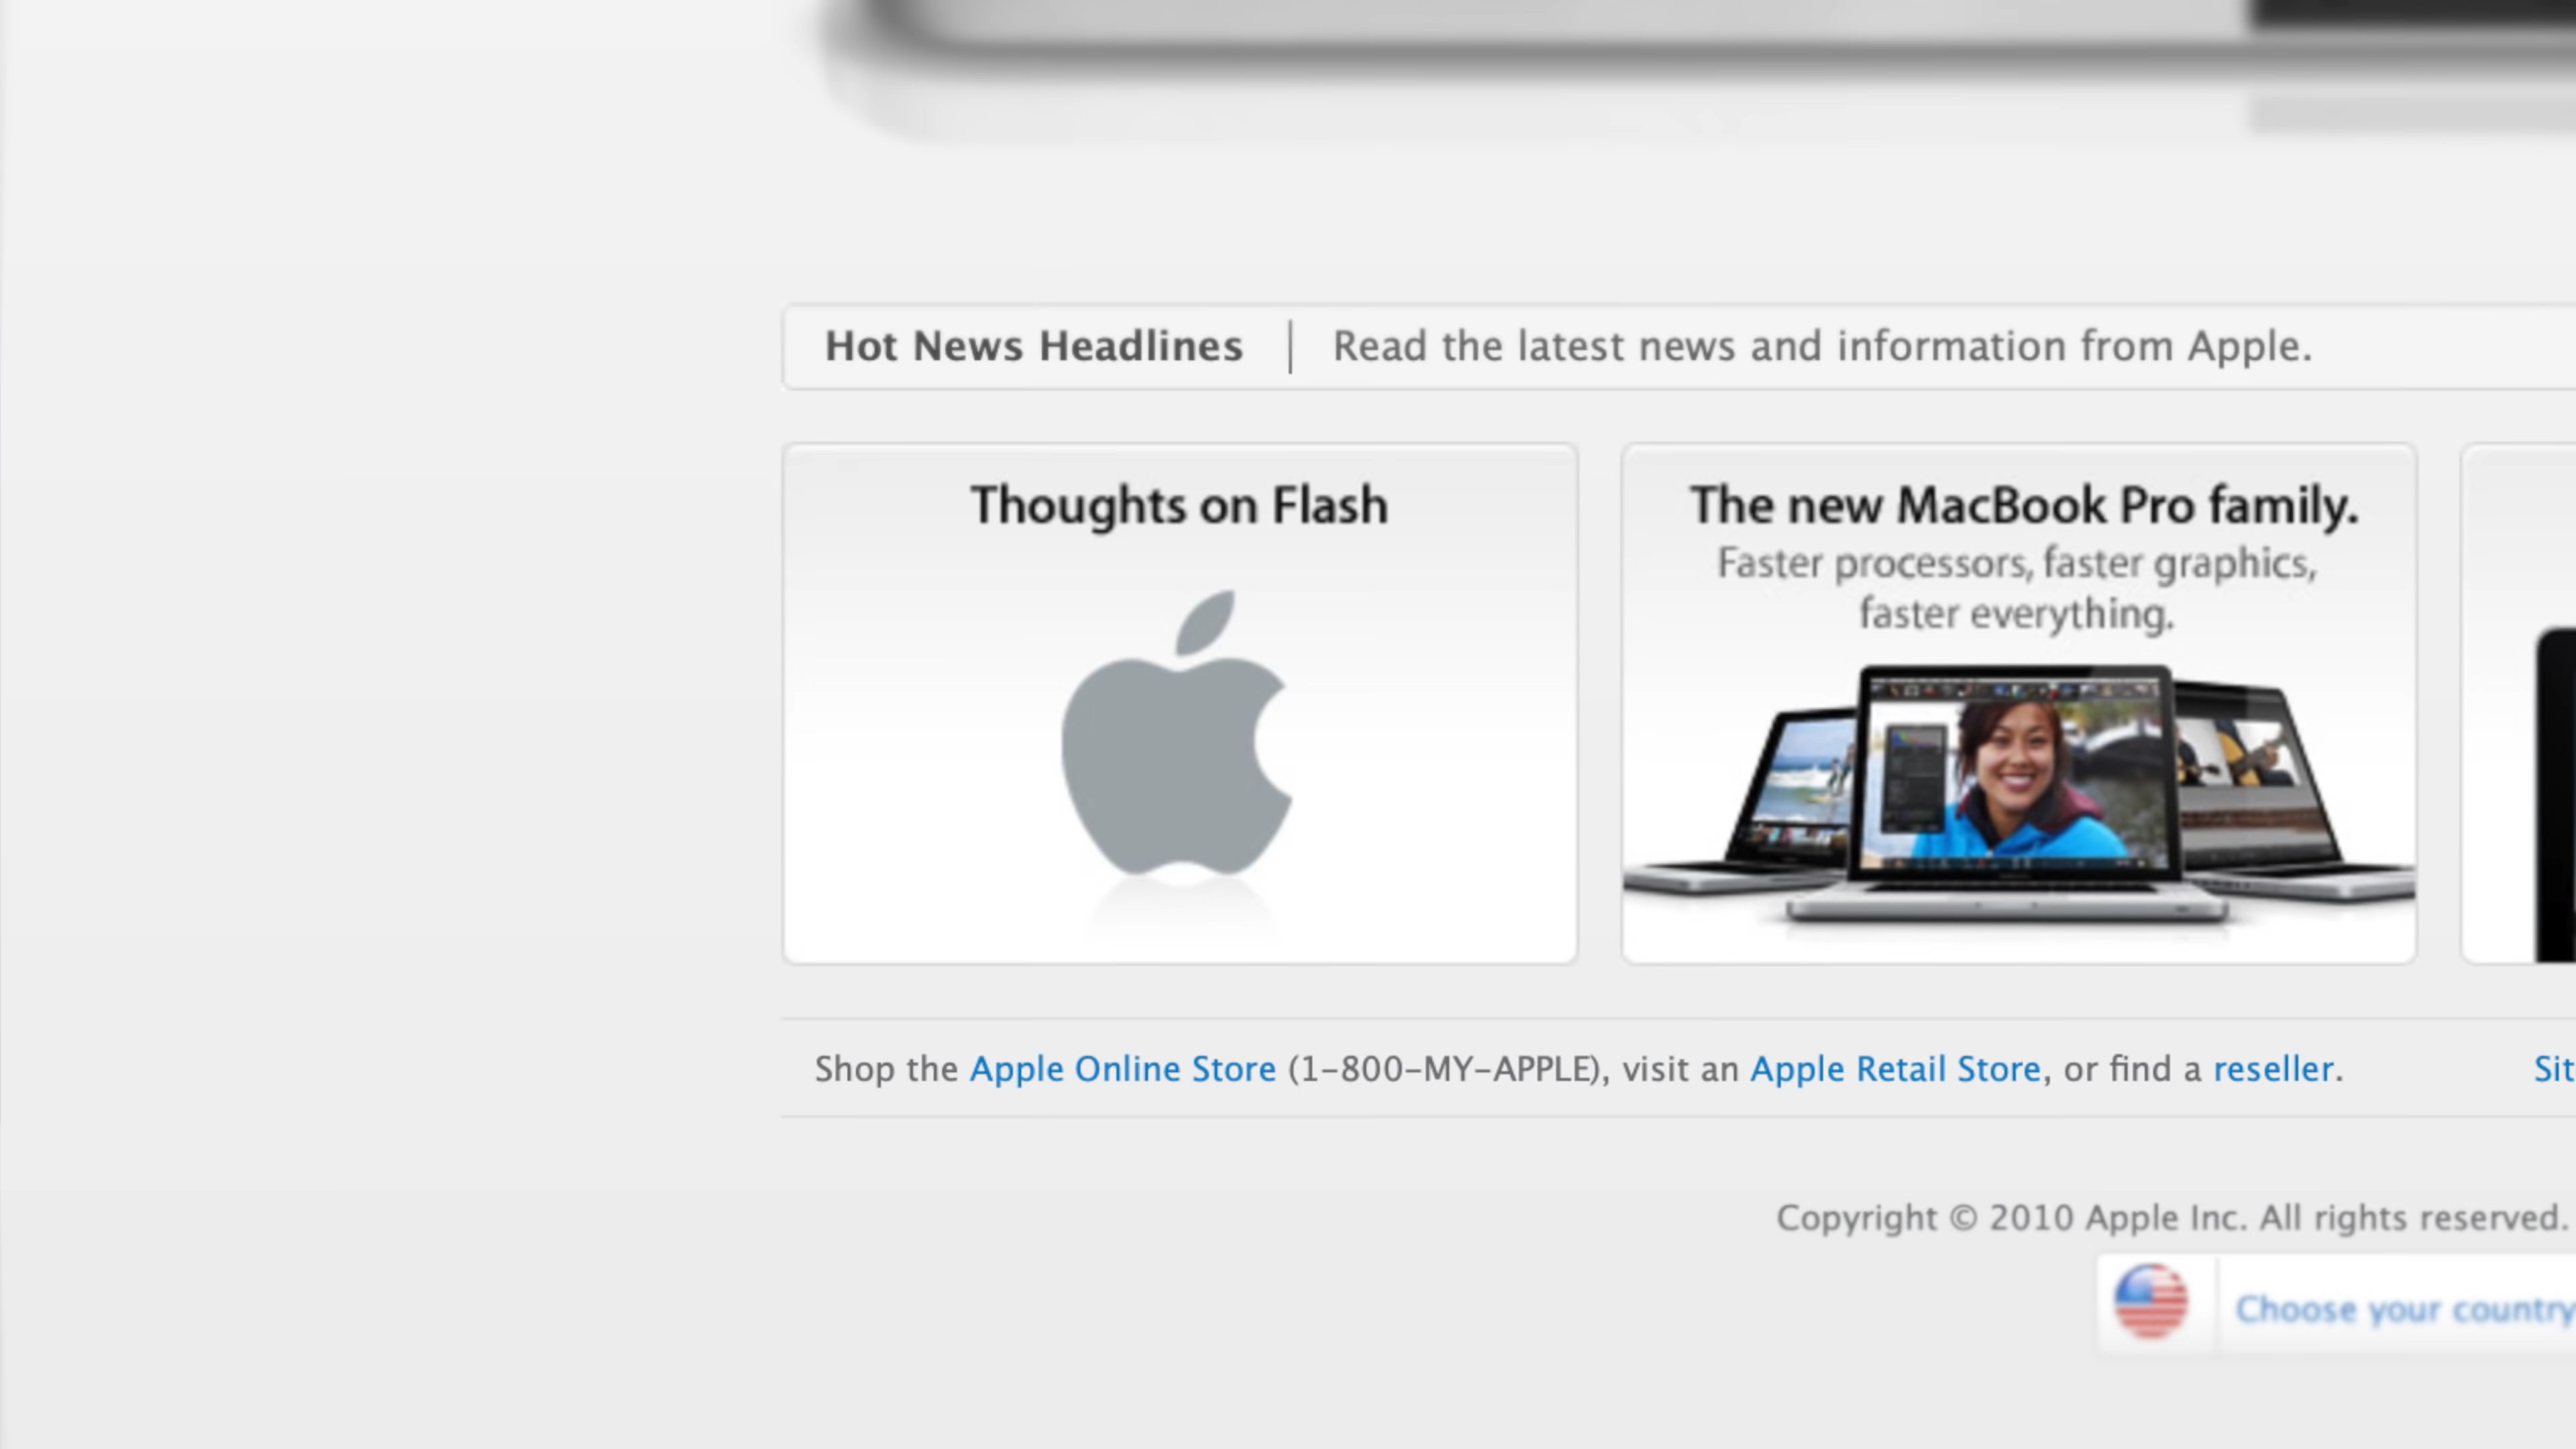 Hot News Headlines | Read the latest news and information from Apple.
Thoughts on Flash
The new MacBook Pro family.
Faster processors, faster graphics,
faster everything.
Shop the Apple Online Store (1-800-MY-APPLE), visit an Apple Retail Store, or find a reseller.
Sit
Copyright © 2010 Apple Inc. All rights reserved.
Choose your country